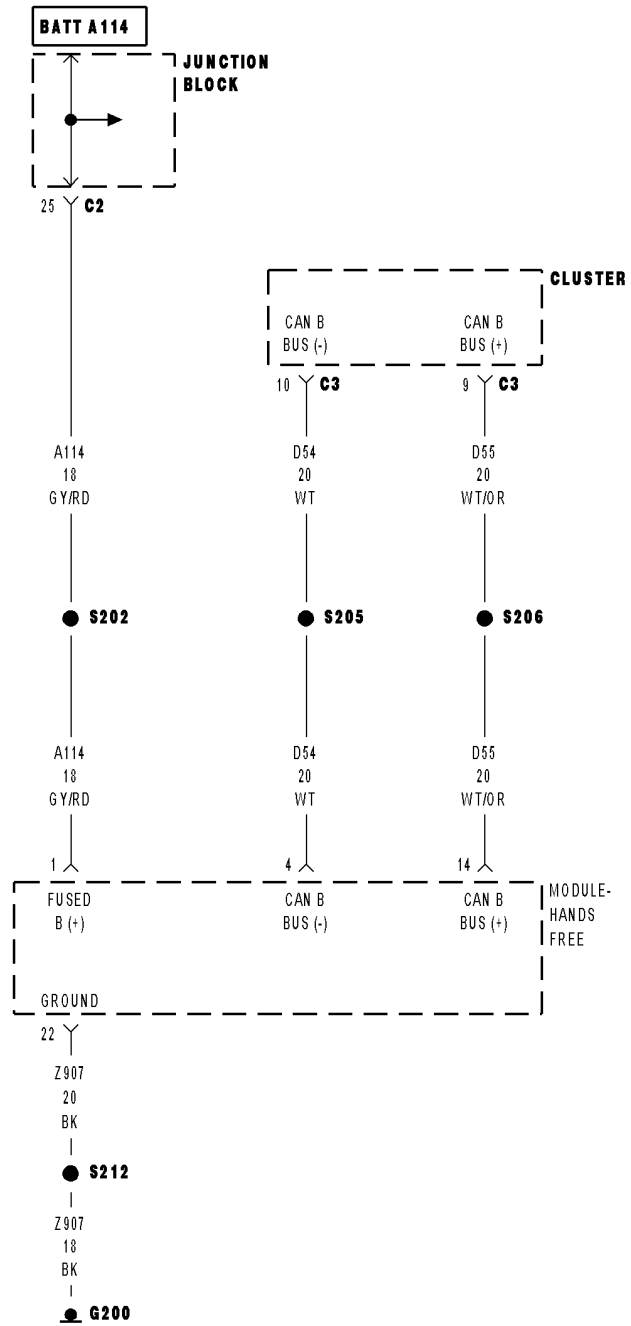 BATT A114
JUNCTION
BLOCK
25 C2
CLUSTER
CAN B CAN B
BUS (-) BUS (+)
10 C3 9 C3
A114 D54 D55
18 20 20
GY/RD WT WT/OR
S202 S205 S206
A114 D54 D55
18 20 20
GY/RD WT WT/OR
1 4 14
MODULE-
HANDS
FREE
FUSED CAN B CAN B
B (+) BUS (-) BUS (+)
GROUND
22
Z907
20
BK
S212
Z907
18
BK
G200